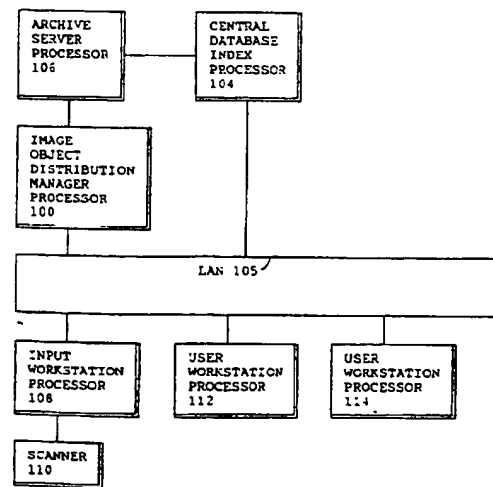 ARCHIVE
SERVER
PROCESSOR
106
CENTRAL
DATABASE
INDEX
PROCESSOR
104
IMAGE
OBJECT
DISTRIBUTION
MANAGER
PROCESSOR
100
LAN 105
INPUT
WORKSTATION
PROCESSOR
108
USER
WORKSTATION
PROCESSOR
112
USER
WORKSTATION
PROCESSOR
114
SCANNER
110